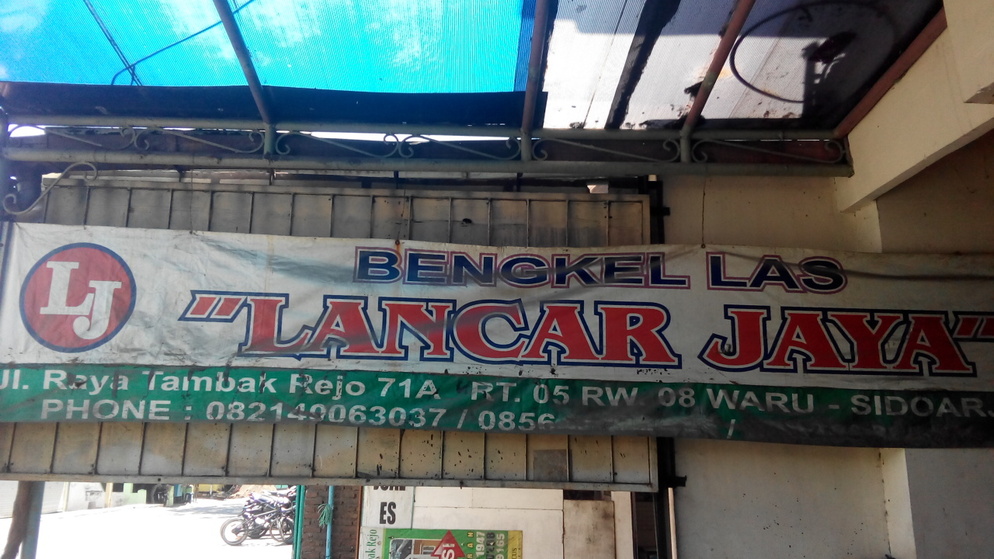 LJ
BENGKEL LAS
"LANCAR JAYA"
Jl. Raya Tambak Rejo 71A RT. 05 RW. 08 WARU - SIDOARJ
PHONE : 082140063037 / 0856 /
ES